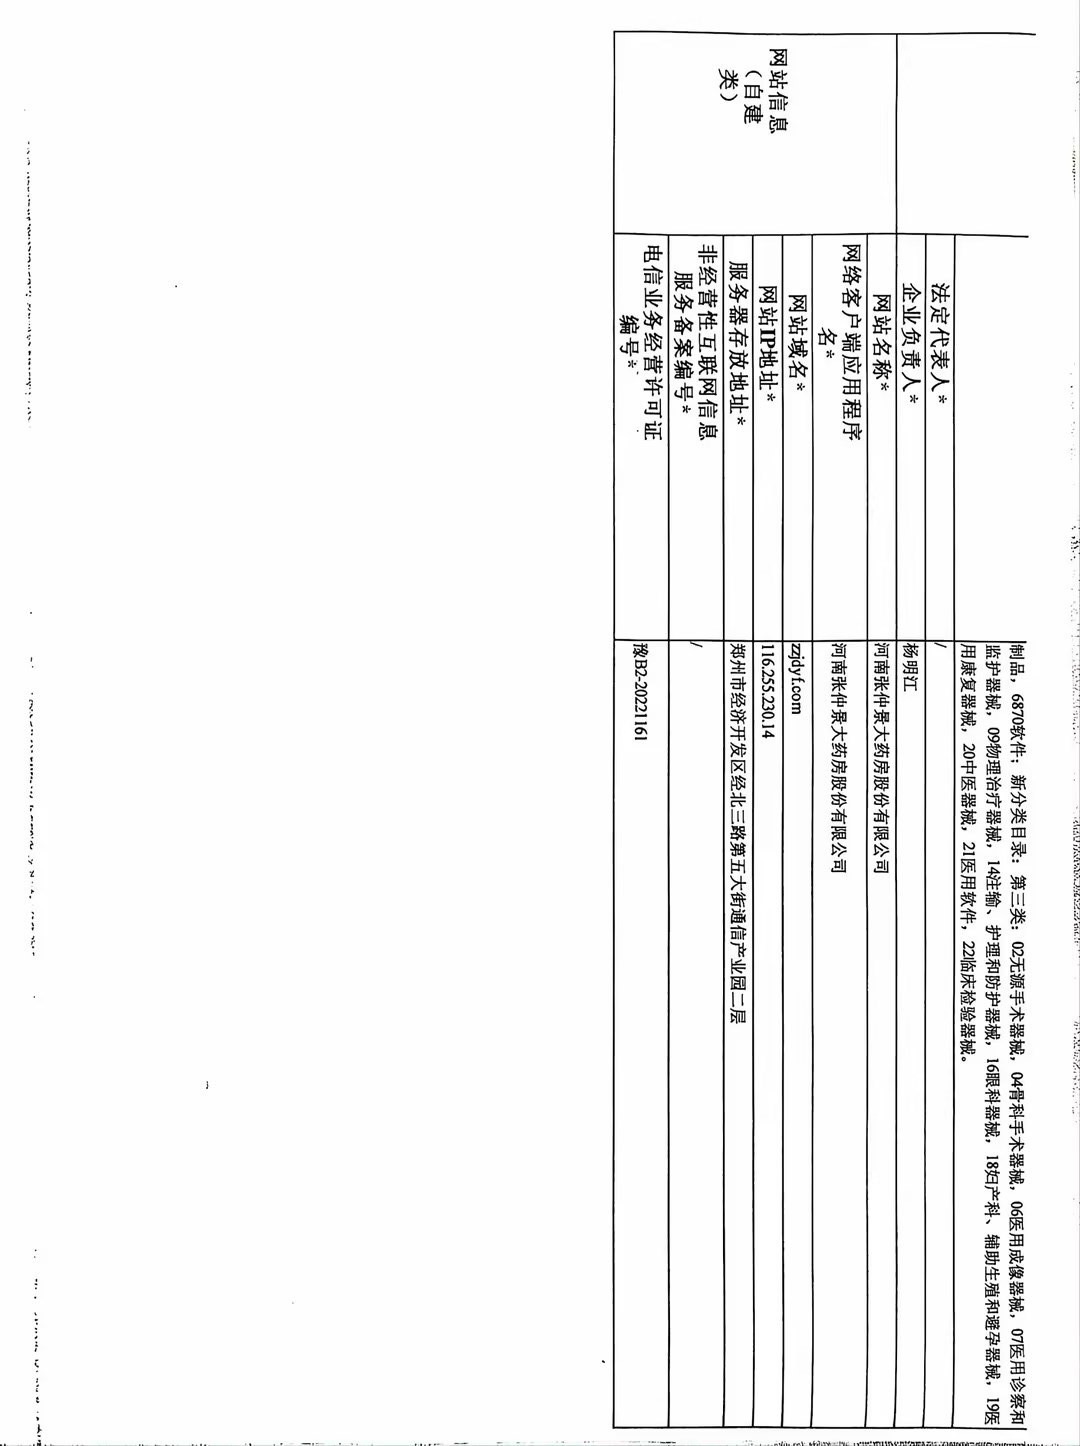 制品，6870软件；新分类目录：第三类：02无源手术器械，04骨科手术器械，06医用成像器械，07医用诊察和
监护器械，09物理治疗器械，14注输、护理和防护器械，16眼科器械，18妇产科、辅助生殖和避孕器械，19医
用康复器械，20中医器械，21医用软件，22临床检验器械。
法定代表人*
/
企业负责人*
杨明江
网站信息
（自建
类）
网站名称*
河南张仲景大药房股份有限公司
网络客户端应用程序
名*
河南张仲景大药房股份有限公司
网站域名*
zzjdyf.com
网站IP地址*
116.255.230.14
服务器存放地址*
郑州市经济开发区经北三路第五大街通信产业园二层
非经营性互联网信息
服务备案编号*
/
电信业务经营许可证
编号*
豫B2-20221161